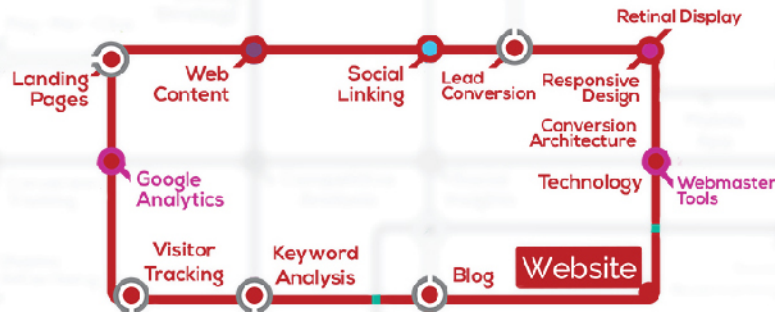 Retinal Display
Landing
Pages
Web
Content
Social
Linking
Lead
Conversion
Responsive
Design
Conversion
Architecture
Google
Analytics
Technology
Webmaster
Tools
Visitor
Tracking
Keyword
Analysis
Blog
Website